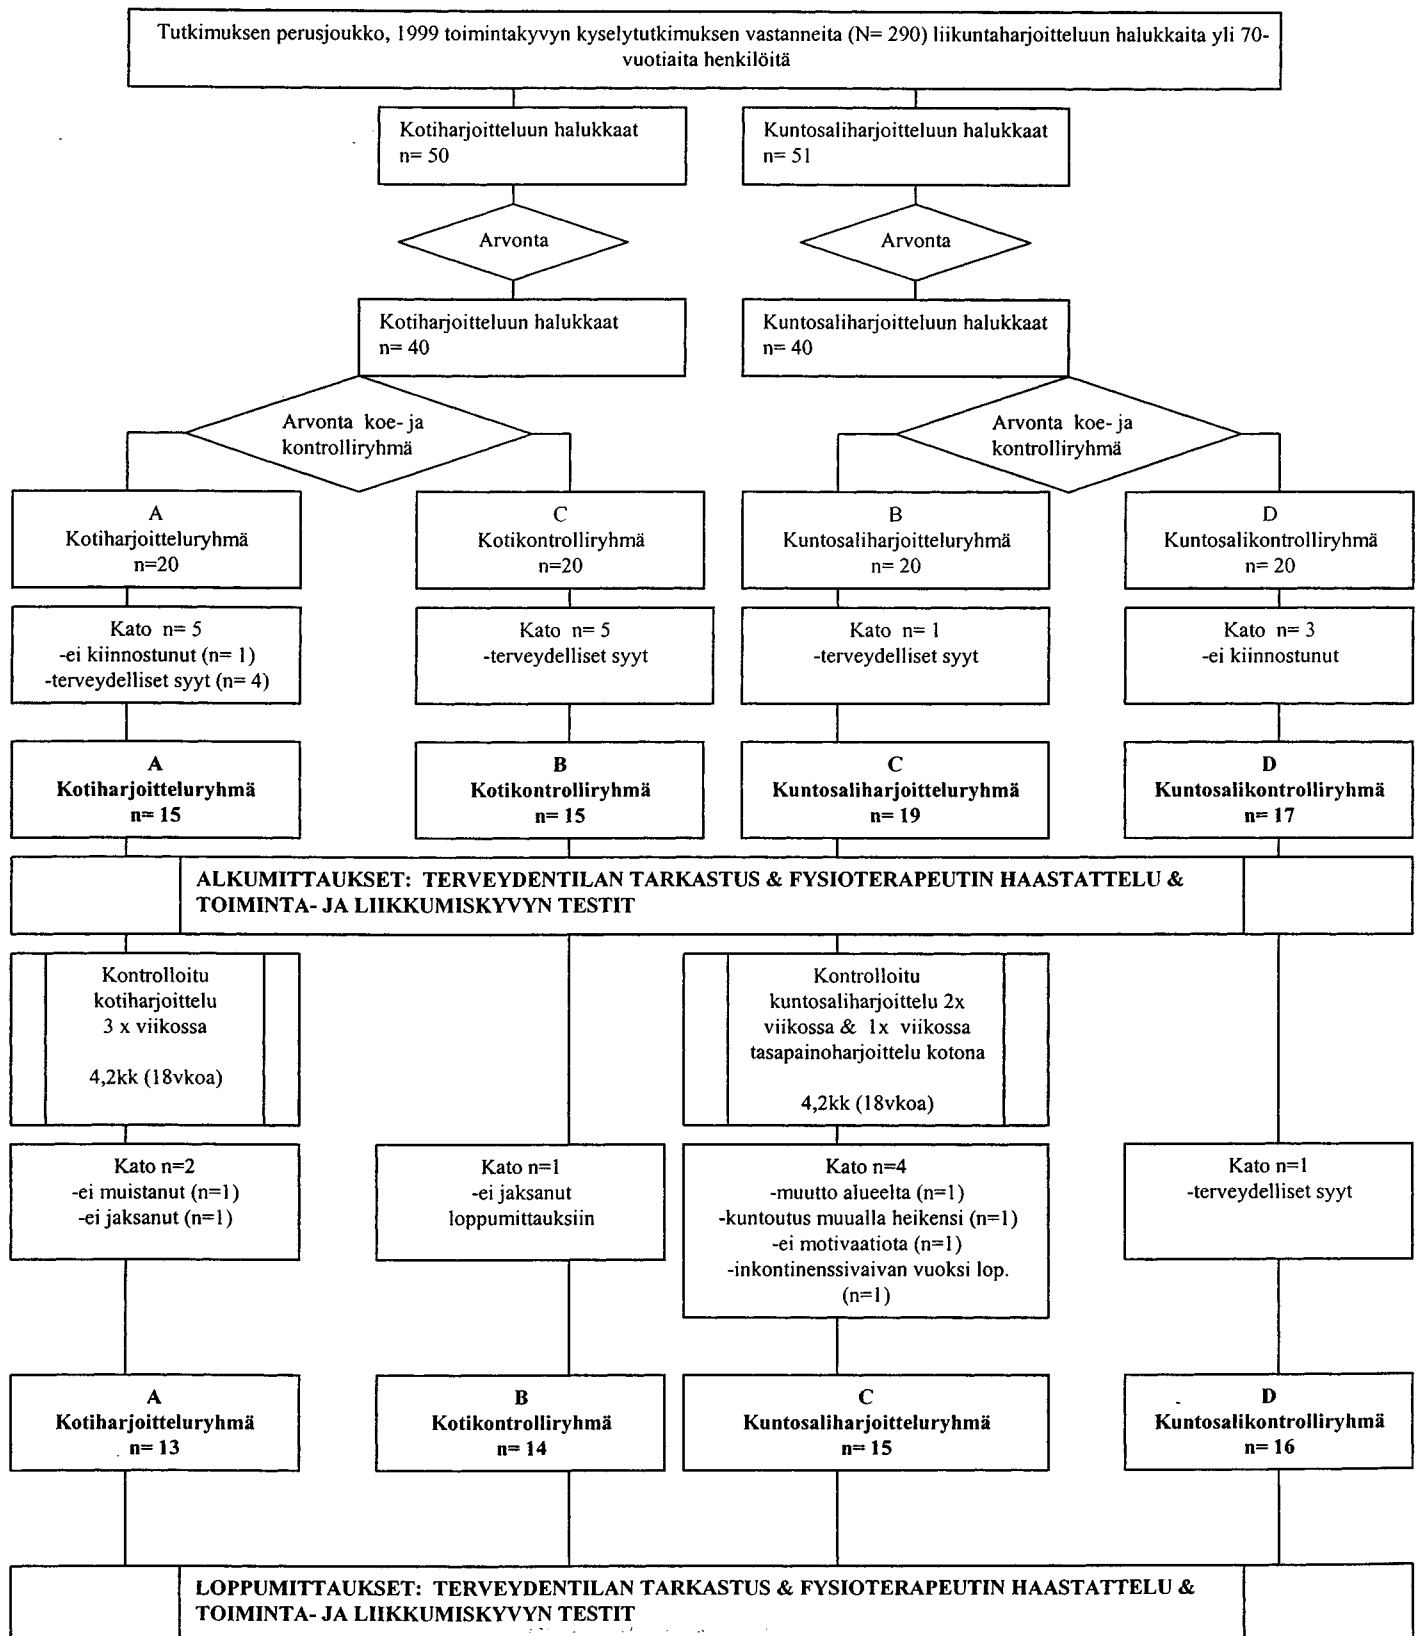 Tutkimuksen perusjoukko, 1999 toimintakyvyn kyselytutkimuksen vastanneita (N= 290) liikuntaharjoitteluun halukkaita yli 70-
vuotiaita henkilöitä
Kotiharjoitteluun halukkaat
n= 50
Kuntosaliharjoitteluun halukkaat
n= 51
Arvonta
Arvonta
Kotiharjoitteluun halukkaat
n= 40
Kuntosaliharjoitteluun halukkaat
n= 40
Arvonta koe- ja
kontrolliryhmä
Arvonta koe- ja
kontrolliryhmä
A
Kotiharjoitteluryhmä
n=20
C
Kotikontrolliryhmä
n=20
B
Kuntosaliharjoitteluryhmä
n= 20
D
Kuntosalikontrolliryhmä
n= 20
Kato n= 5
-ei kiinnostunut (n= 1)
-terveydelliset syyt (n= 4)
Kato n= 5
-terveydelliset syyt
Kato n= 1
-terveydelliset syyt
Kato n= 3
-ei kiinnostunut
A
Kotiharjoitteluryhmä
n= 15
B
Kotikontrolliryhmä
n= 15
C
Kuntosaliharjoitteluryhmä
n= 19
D
Kuntosalikontrolliryhmä
n= 17
ALKUMITTAUKSET: TERVEYDENTILAN TARKASTUS & FYSIOTERAPEUTIN HAASTATTELU &
TOIMINTA- JA LIIKKUMISKYVYN TESTIT
Kontrolloitu
kotiharjoittelu
3 x viikossa
4,2kk (18vkoa)
Kontrolloitu
kuntosaliharjoittelu 2x
viikossa & 1x viikossa
tasapainoharjoittelu kotona
4,2kk (18vkoa)
Kato n=2
-ei muistanut (n=1)
-ei jaksanut (n=1)
Kato n=1
-ei jaksanut
loppumittauksiin
Kato n=4
-muutto alueelta (n=1)
-kuntoutus muualla heikensi (n=1)
-ei motivaatiota (n=1)
-inkontinenssivaivan vuoksi lop.
(n=1)
Kato n=1
-terveydelliset syyt
A
Kotiharjoitteluryhmä
n= 13
B
Kotikontrolliryhmä
n= 14
C
Kuntosaliharjoitteluryhmä
n= 15
D
Kuntosalikontrolliryhmä
n= 16
LOPPUMITTAUKSET: TERVEYDENTILAN TARKASTUS & FYSIOTERAPEUTIN HAASTATTELU &
TOIMINTA- JA LIIKKUMISKYVYN TESTIT